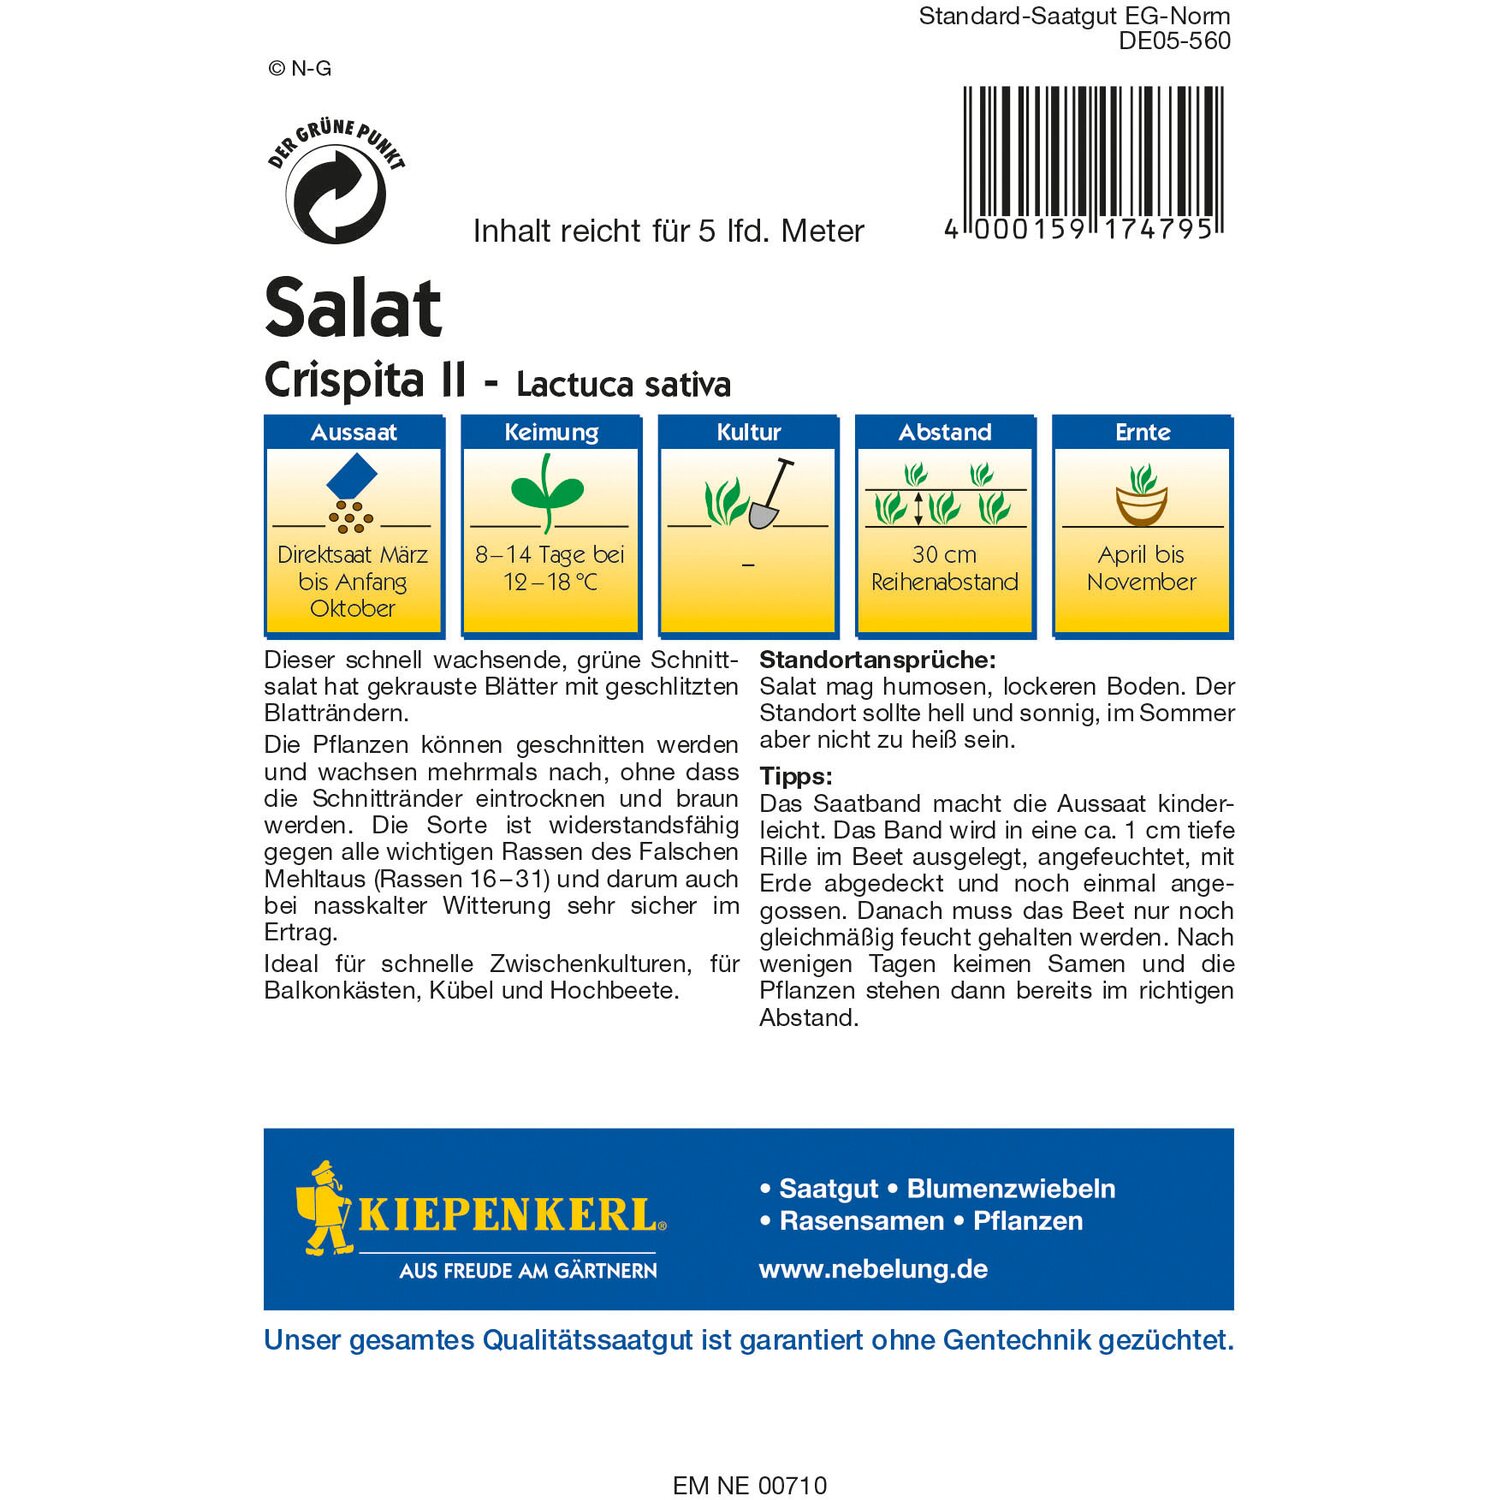 Standard-Saatgut EG-Norm
DE05-560
© N-G
DER GRÜNE PUNKT
Inhalt reicht für 5 lfd. Meter
4 000159 174795
Salat
Crispita II - Lactuca sativa
Aussaat
Direktsaat März
bis Anfang
Oktober
Keimung
8–14 Tage bei
12–18 °C
Kultur
–
Abstand
30 cm
Reihenabstand
Ernte
April bis
November
Dieser schnell wachsende, grüne Schnitt-
salat hat gekrauste Blätter mit geschlitzten
Blatträndern.
Die Pflanzen können geschnitten werden
und wachsen mehrmals nach, ohne dass
die Schnittränder eintrocknen und braun
werden. Die Sorte ist widerstandsfähig
gegen alle wichtigen Rassen des Falschen
Mehltaus (Rassen 16–31) und darum auch
bei nasskalter Witterung sehr sicher im
Ertrag.
Ideal für schnelle Zwischenkulturen, für
Balkonkästen, Kübel und Hochbeete.
Standortansprüche:
Salat mag humosen, lockeren Boden. Der
Standort sollte hell und sonnig, im Sommer
aber nicht zu heiß sein.
Tipps:
Das Saatband macht die Aussaat kinder-
leicht. Das Band wird in eine ca. 1 cm tiefe
Rille im Beet ausgelegt, angefeuchtet, mit
Erde abgedeckt und noch einmal ange-
gossen. Danach muss das Beet nur noch
gleichmäßig feucht gehalten werden. Nach
wenigen Tagen keimen Samen und die
Pflanzen stehen dann bereits im richtigen
Abstand.
KIEPENKERL®
AUS FREUDE AM GÄRTNERN
• Saatgut • Blumenzwiebeln
• Rasensamen • Pflanzen
www.nebelung.de
Unser gesamtes Qualitätssaatgut ist garantiert ohne Gentechnik gezüchtet.
EM NE 00710